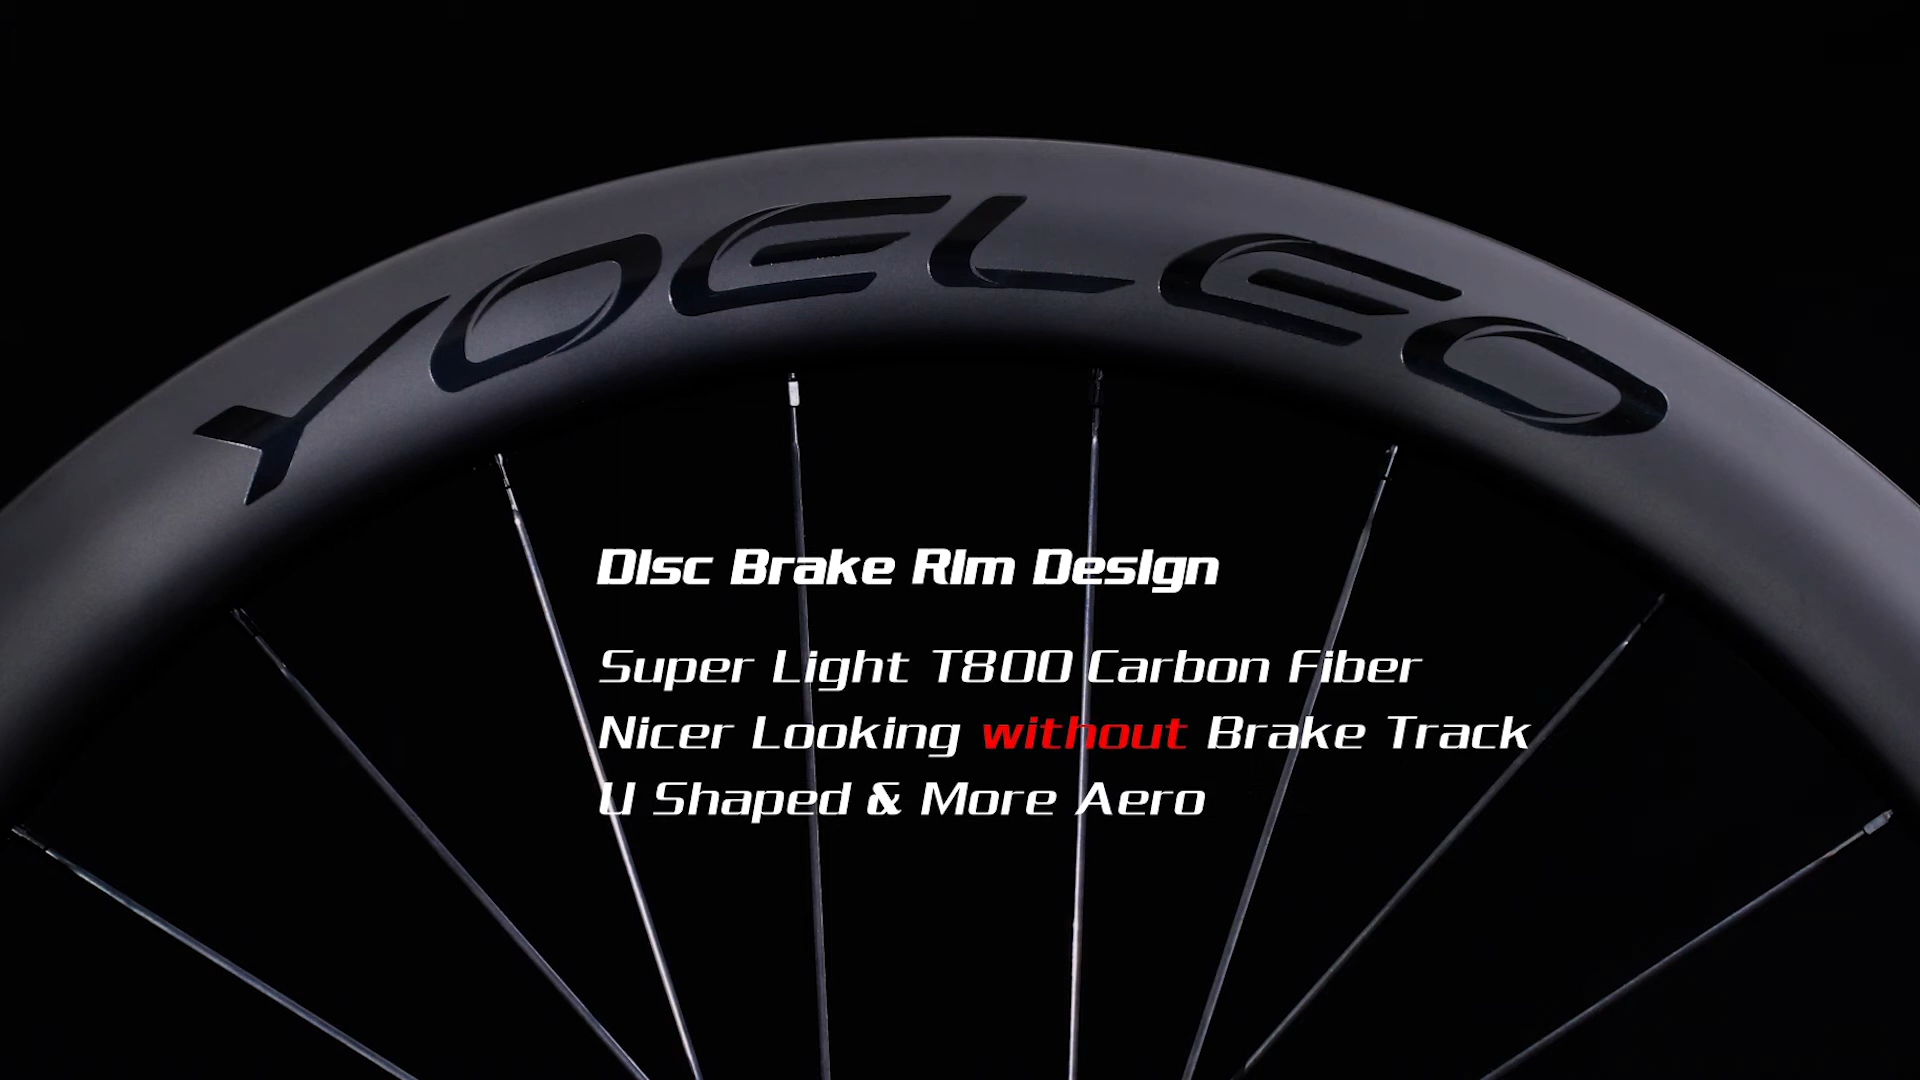 YOELEO
Disc Brake Rim Design
Super Light T800 Carbon Fiber
Nicer Looking without Brake Track
U Shaped & More Aero